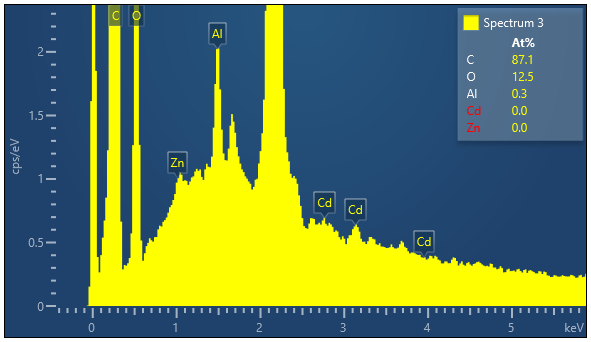 C O
Spectrum 3
At%
C 87.1
O 12.5
Al 0.3
Cd 0.0
Zn 0.0
Al
Zn
Cd
Cd
Cd
cps/eV
2
1.5
1
0.5
0
0 1 2 3 4 5 keV